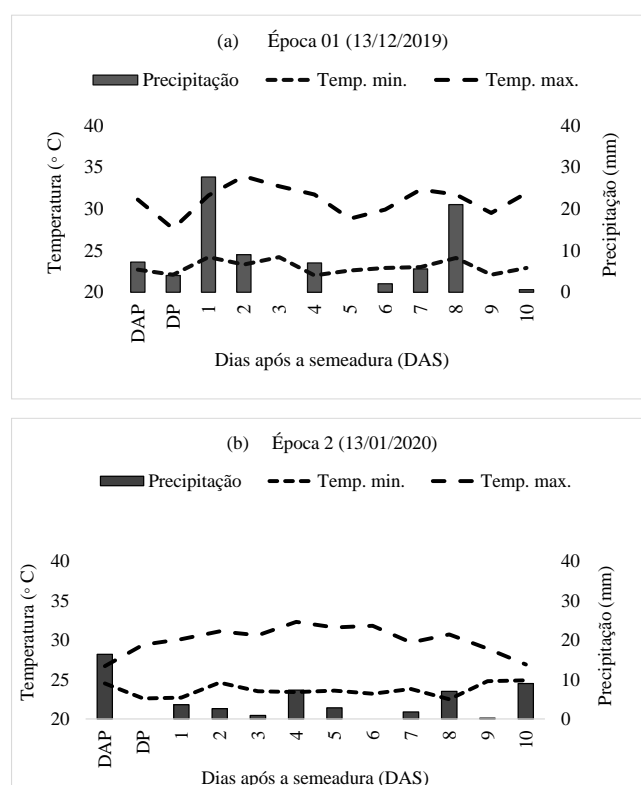 (a) Época 01 (13/12/2019)
Precipitação Temp. min. Temp. max.
Temperatura (° C)
40
35
30
25
20
Precipitação (mm)
40
30
20
10
0
DAP DP 1 2 3 4 5 6 7 8 9 10
Dias após a semeadura (DAS)
(b) Época 2 (13/01/2020)
Precipitação Temp. min. Temp. max.
Temperatura (° C)
40
35
30
25
20
Precipitação (mm)
40
30
20
10
0
DAP DP 1 2 3 4 5 6 7 8 9 10
Dias após a semeadura (DAS)